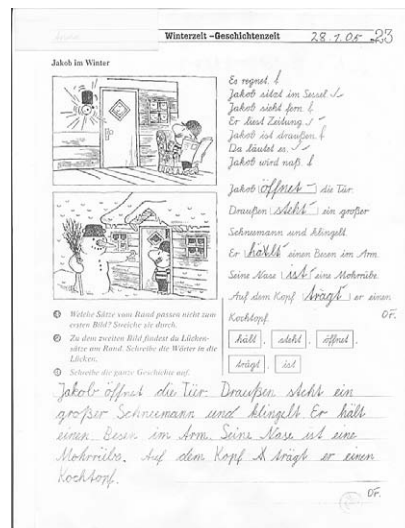 Winterzeit –Geschichtenzeit
28.1.05
23
Jakob im Winter
Es regnet.
Jakob sitzt im Sessel
Jakob sieht fern.
Er liest Zeitung.
Jakob ist draußen.
Da läutet es.
Jakob wird naß.
Jakob öffnet die Tür.
Draußen steht ein großer
Schneemann und klingelt.
Er hählt einen Besen im Arm.
Seine Nase ist eine Mohrrübe.
Auf dem Kopf trägt er einen
Kochtopf.
0F.
Welche Sätze vom Rand passen nicht zum
ersten Bild? Streiche sie durch.
Zu dem zweiten Bild findest du Lücken-
sätze am Rand. Schreibe die Wörter in die
Lücken.
Schreibe die ganze Geschichte auf.
hält steht öffnet
trägt ist
Jakob öffnet die Tür. Draußen steht ein
großer Schneemann und klingelt Er hält
einen Besen im Arm. Seine Nase ist eine
Mohrrübe. Auf dem Kopf trägt er einen
Kochtopf.
0F.